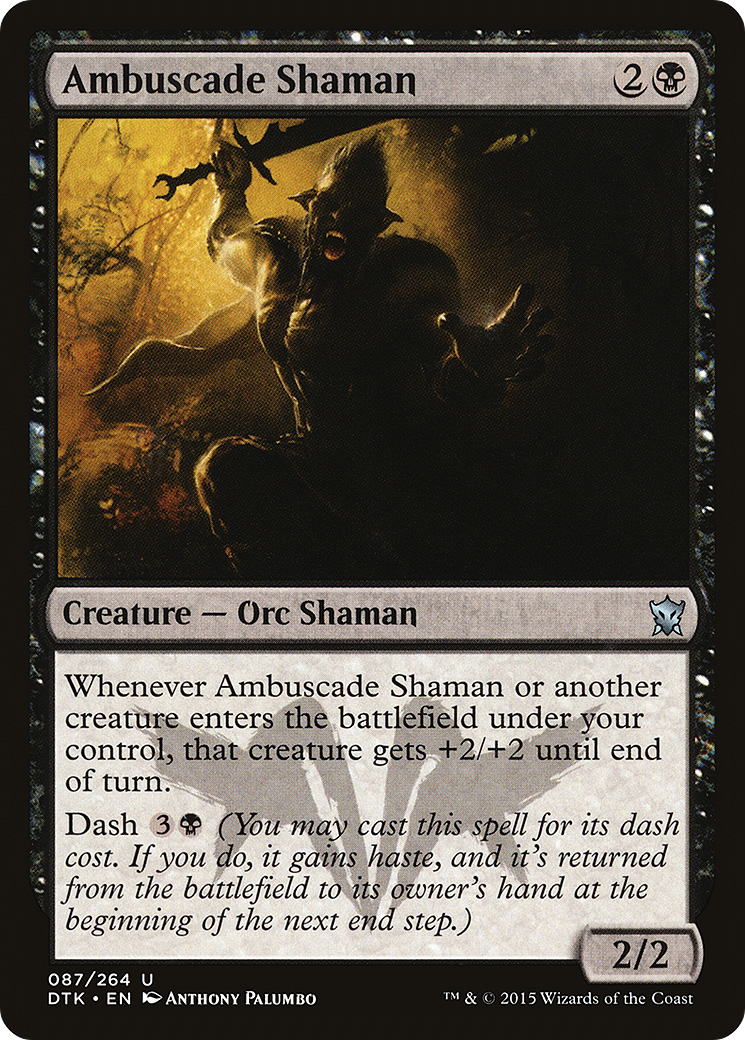 Ambuscade Shaman 2
Creature — Orc Shaman
Whenever Ambuscade Shaman or another
creature enters the battlefield under your
control, that creature gets +2/+2 until end
of turn.
Dash 3 (You may cast this spell for its dash
cost. If you do, it gains haste, and it's returned
from the battlefield to its owner's hand at the
beginning of the next end step.)
2/2
087/264 U
DTK • EN Anthony Palumbo
™ & © 2015 Wizards of the Coast